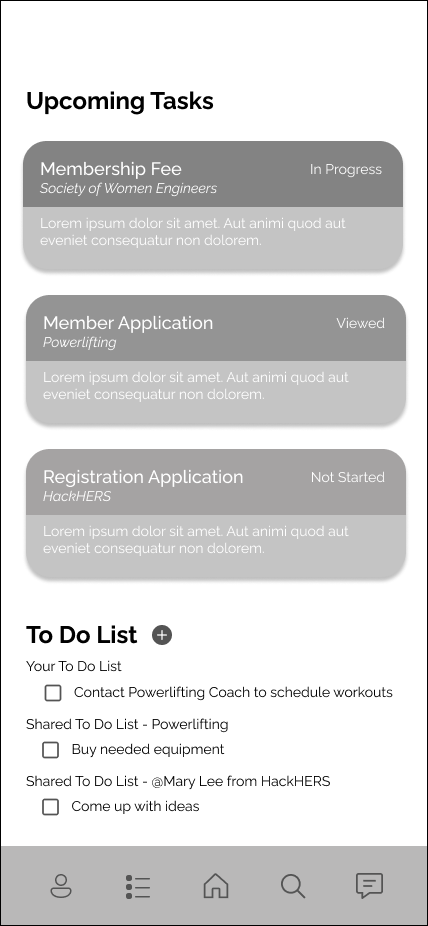 Upcoming Tasks
Membership Fee
In Progress
Society of Women Engineers
Lorem ipsum dolor sit amet. Aut animi quod aut
eveniet consequatur non dolorem.
Member Application
Viewed
Powerlifting
Lorem ipsum dolor sit amet. Aut animi quod aut
eveniet consequatur non dolorem.
Registration Application
Not Started
HackHERS
Lorem ipsum dolor sit amet. Aut animi quod aut
eveniet consequatur non dolorem.
To Do List
Your To Do List
Contact Powerlifting Coach to schedule workouts
Shared To Do List - Powerlifting
Buy needed equipment
Shared To Do List - @Mary Lee from HackHERS
Come up with ideas